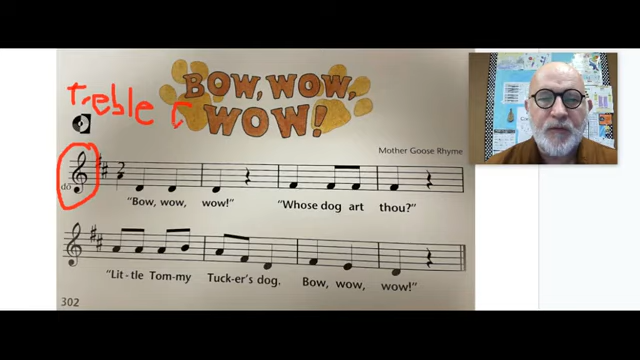 BOW, WOW,
WOW!
Treble C
Mother Goose Rhyme
do
2
"Bow, wow, wow!" "Whose dog art thou?"
"Lit - tle Tom - my Tuck - er's dog. Bow, wow, wow!"
302